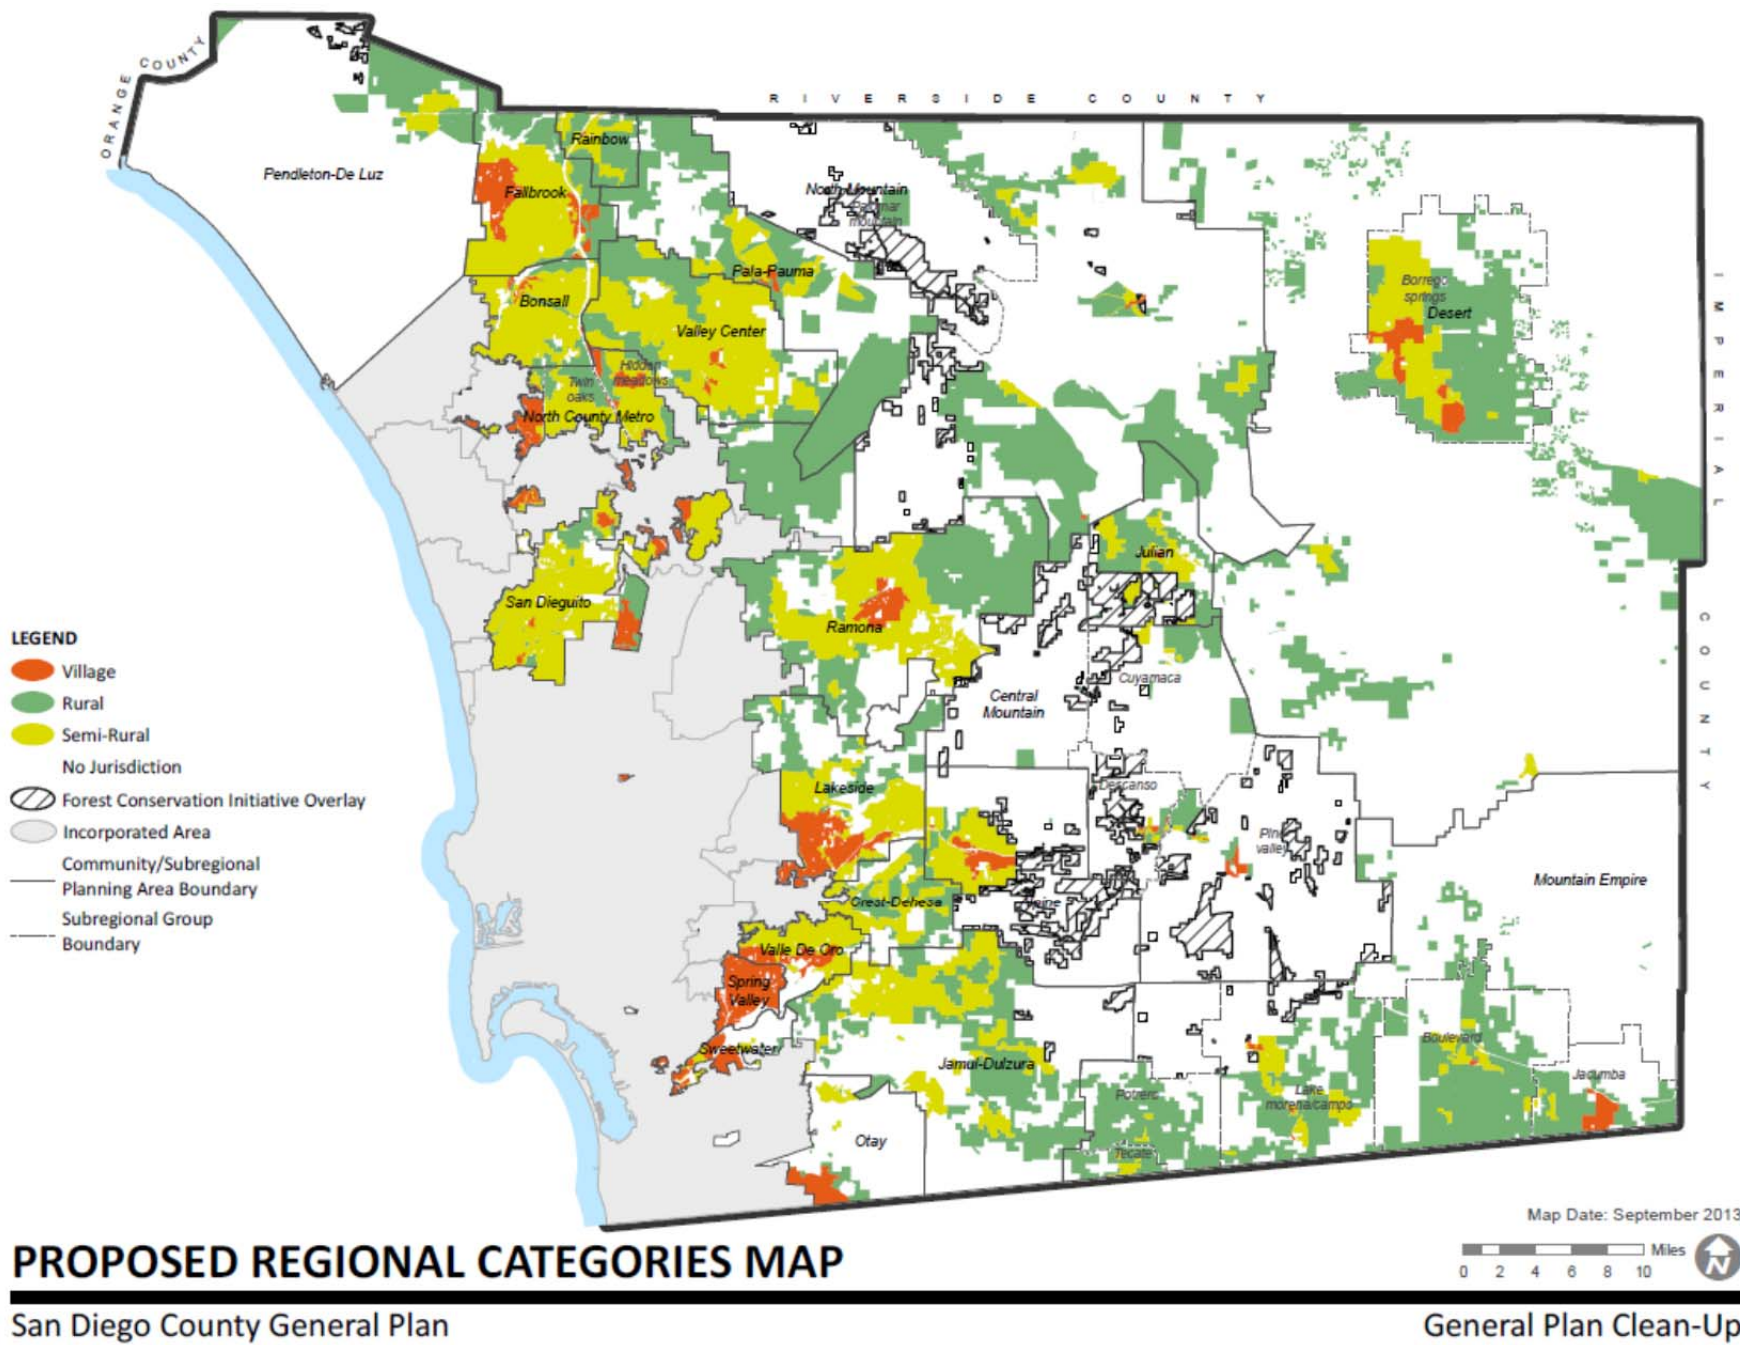 ORANGE COUNTY
RIVERSIDE COUNTY
IMPERIAL COUNTY
Pendleton-De Luz
Rainbow
Fallbrook
North Mountain
Palomar
mountain
Pala-Pauma
Bonsall
Valley Center
Borrego
springs
Desert
Hidden
meadows
Twin
oaks
North County Metro
Julian
San Dieguito
Ramona
Cuyamaca
Central
Mountain
Lakeside
Descanso
Pine
valley
Mountain Empire
Crest-Dehesa
Alpine
Valle De Oro
Spring
Valley
Sweetwater
Jamul-Dulzura
Boulevard
Jacumba
Potrero
Lake
morena/campo
Otay
Tecate
LEGEND
Village
Rural
Semi-Rural
No Jurisdiction
Forest Conservation Initiative Overlay
Incorporated Area
Community/Subregional
Planning Area Boundary
Subregional Group
Boundary
Map Date: September 2013
Miles
0 2 4 6 8 10
N
PROPOSED REGIONAL CATEGORIES MAP
San Diego County General Plan
General Plan Clean-Up